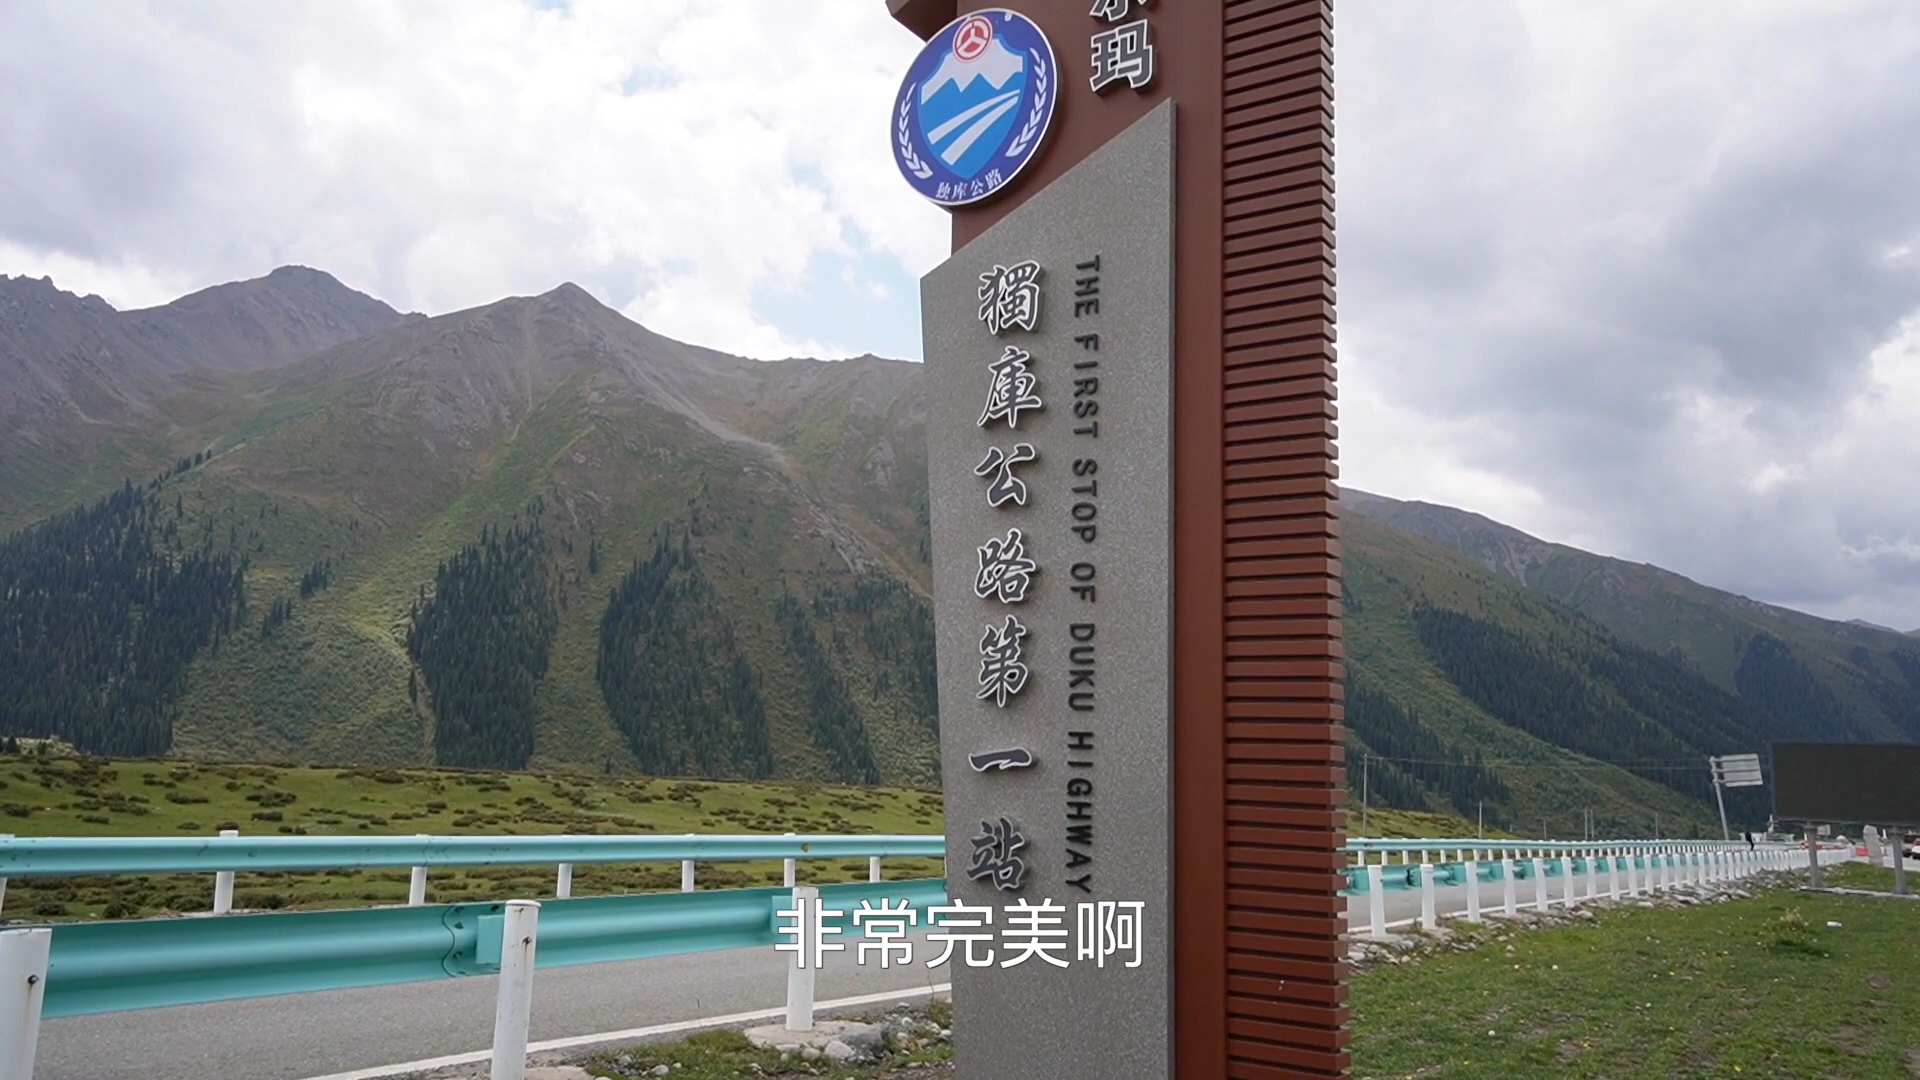 玛
独库公路
獨庫公路第一站
THE FIRST STOP OF DUKU HIGHWAY
非常完美啊